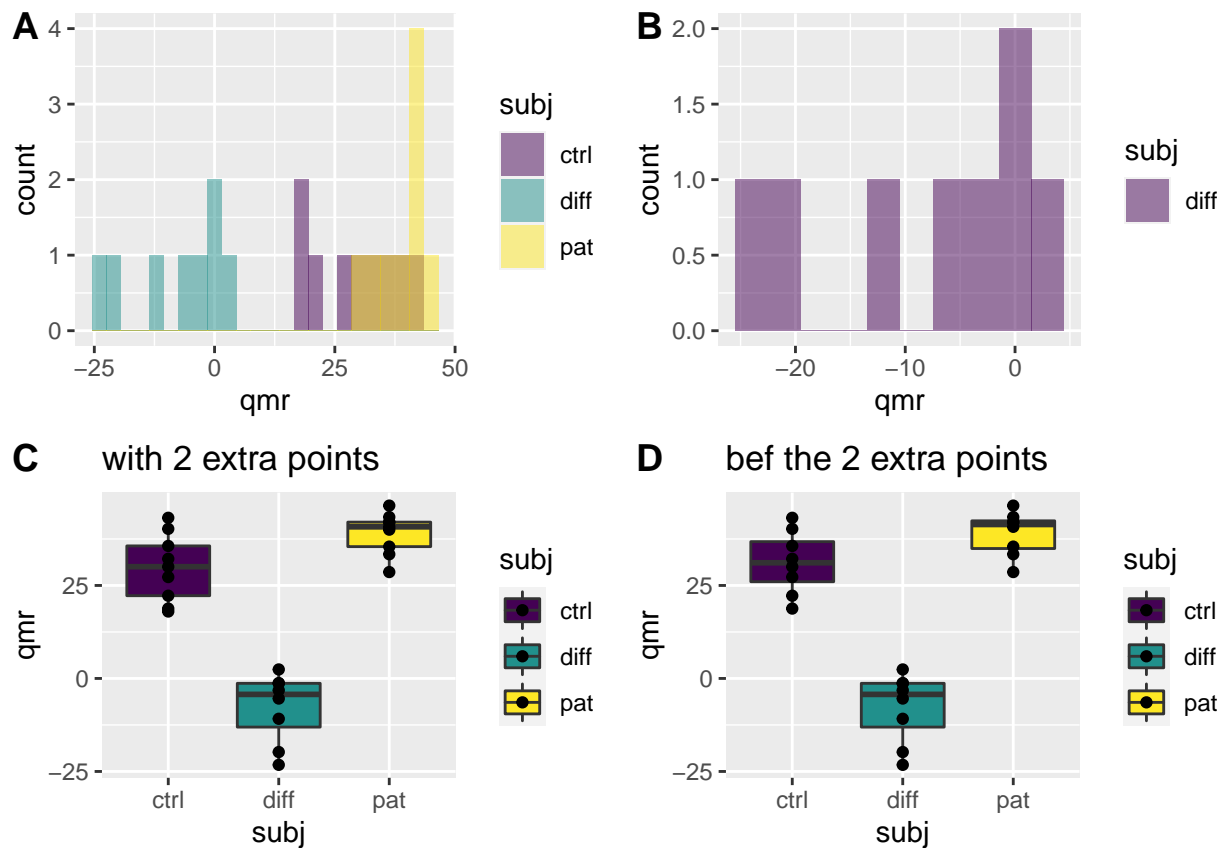 A
4
3
2
1
0
count
−25
0
25
50
qmr
subj
ctrl
diff
pat
B
2.0
1.5
1.0
0.5
0.0
count
−20
−10
0
qmr
subj
diff
C
with 2 extra points
25
0
−25
qmr
ctrl
diff
pat
subj
subj
ctrl
diff
pat
D
bef the 2 extra points
25
0
−25
qmr
ctrl
diff
pat
subj
subj
ctrl
diff
pat